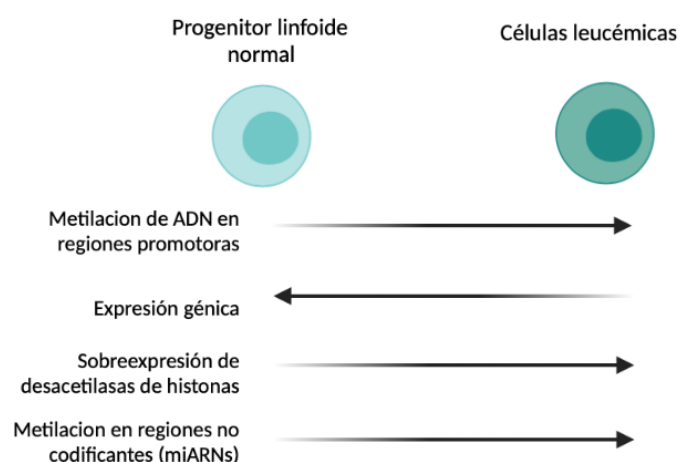 Progenitor linfoide
normal
Células leucémicas
Metilacion de ADN en
regiones promotoras
Expresión génica
Sobreexpresión de
desacetilasas de histonas
Metilacion en regiones no
codificantes (miARNs)